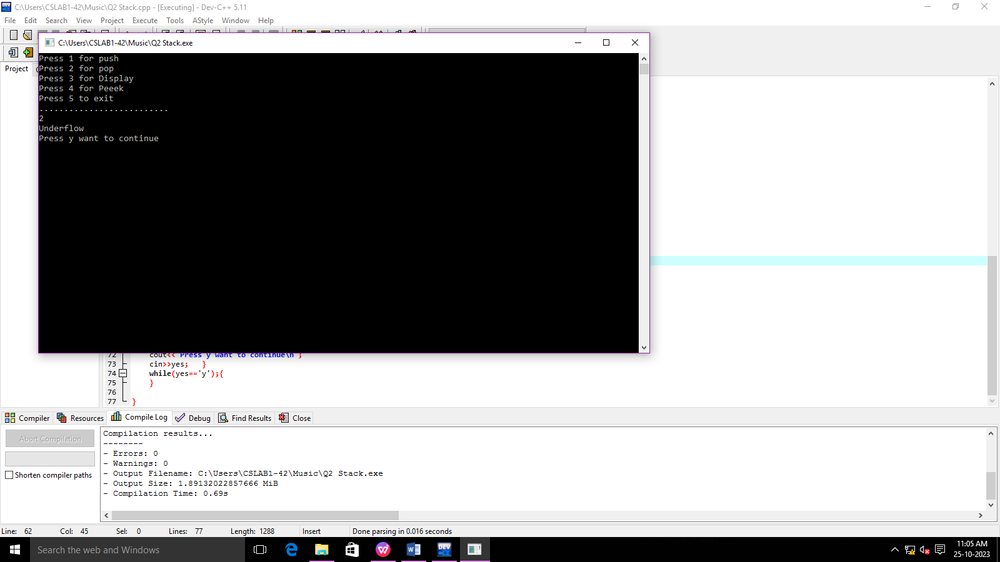 C:\Users\CSLAB1-42\Music\Q2 Stack.cpp - [Executing] - Dev-C++ 5.11
File Edit Search View Project Execute Tools AStyle Window Help
C:\Users\CSLAB1-42\Music\Q2 Stack.exe
Project
Press 1 for push
Press 2 for pop
Press 3 for Display
Press 4 for Peeek
Press 5 to exit
..........................
2
Underflow
Press y want to continue
72 cout<<"Press y want to continue\n";
73 cin>>yes; }
74 while(yes=='y');{
75 }
76
77 }
Compiler Resources Compile Log Debug Find Results Close
Abort Compilation
Shorten compiler paths
Compilation results...
--------
- Errors: 0
- Warnings: 0
- Output Filename: C:\Users\CSLAB1-42\Music\Q2 Stack.exe
- Output Size: 1.89132022857666 MiB
- Compilation Time: 0.69s
Line: 62 Col: 45 Sel: 0 Lines: 77 Length: 1288 Insert Done parsing in 0.016 seconds
Search the web and Windows
11:05 AM
25-10-2023